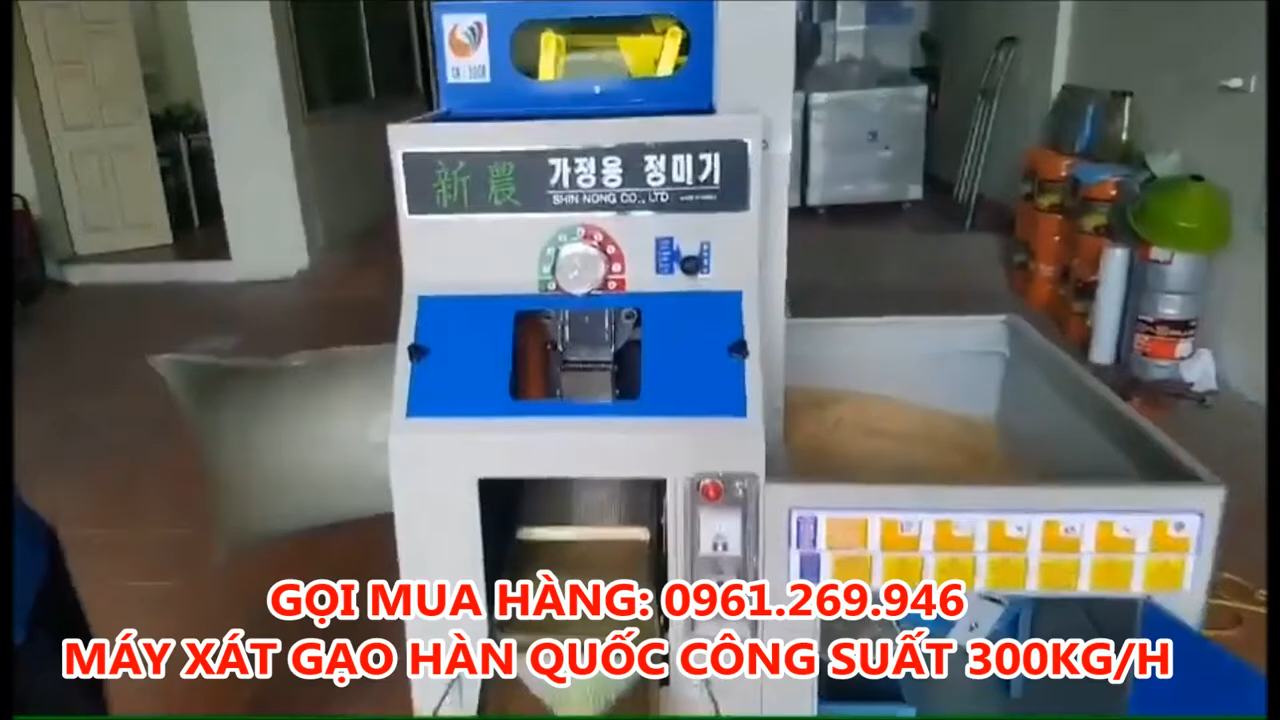 新農 가정용 정미기
SHIN NONG CO., LTD
GỌI MUA HÀNG: 0961.269.946
MÁY XÁT GẠO HÀN QUỐC CÔNG SUẤT 300KG/H